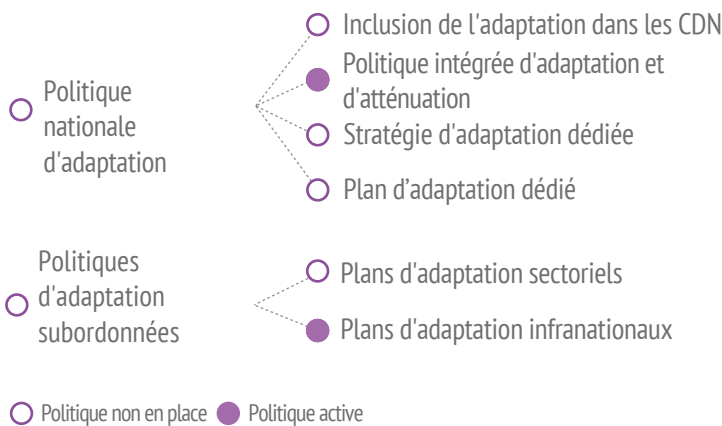 Politique
nationale
d'adaptation
Inclusion de l'adaptation dans les CDN
Politique intégrée d'adaptation et
d'atténuation
Stratégie d'adaptation dédiée
Plan d’adaptation dédié
Politiques
d'adaptation
subordonnées
Plans d'adaptation sectoriels
Plans d'adaptation infranationaux
Politique non en place Politique active